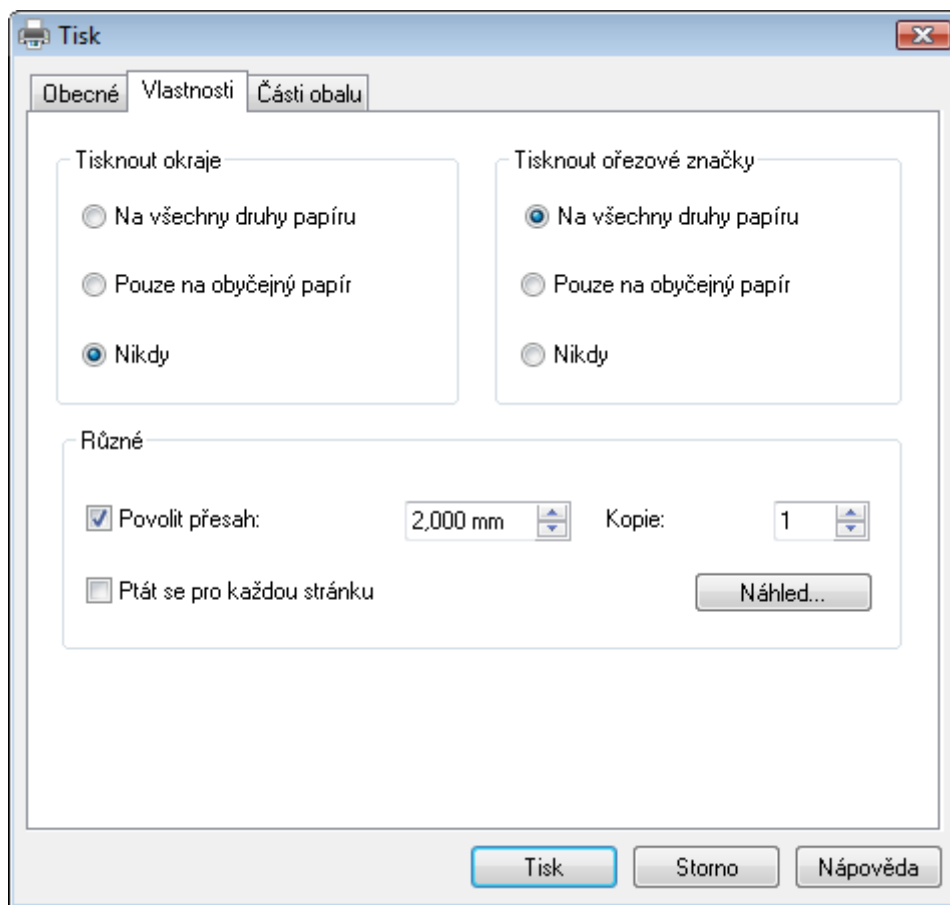 Tisk
Obecné Vlastnosti Části obalu
Tisknout okraje
Na všechny druhy papíru
Pouze na obyčejný papír
Nikdy
Tisknout ořezové značky
Na všechny druhy papíru
Pouze na obyčejný papír
Nikdy
Různé
Povolit přesah: 2,000 mm Kopie: 1
Ptát se pro každou stránku Náhled...
Tisk Storno Nápověda